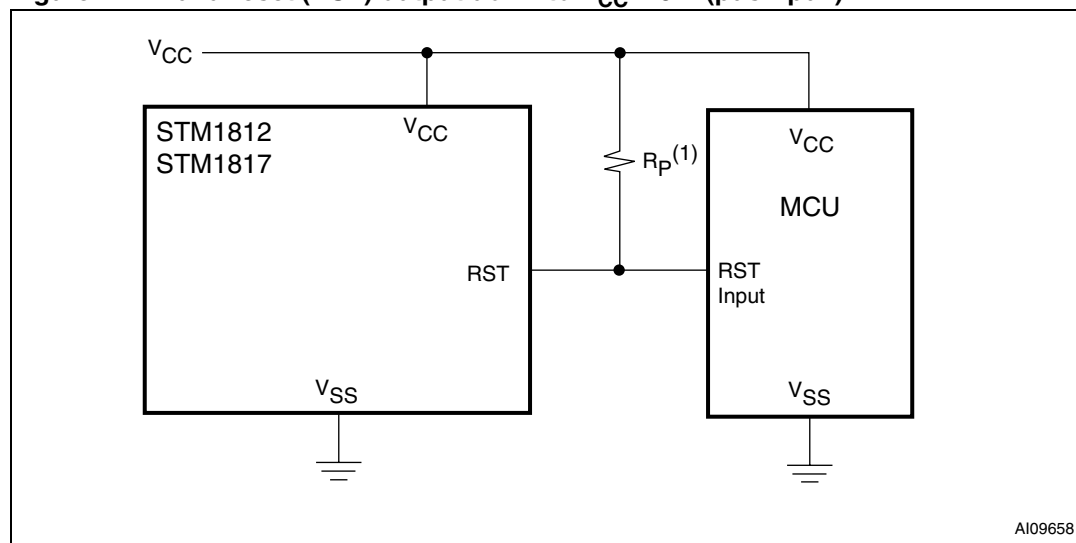 V_CC
STM1812
STM1817
V_CC
R_P(1)
V_CC
MCU
RST
RST
Input
V_SS
V_SS
AI09658